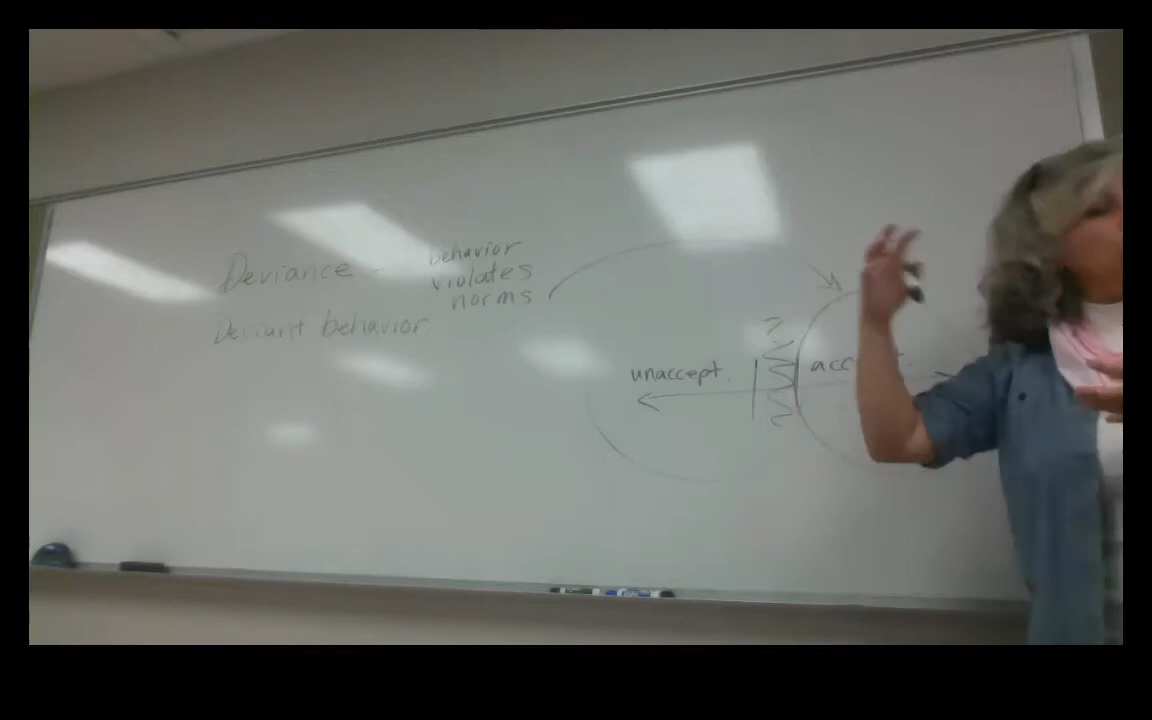 Deviance - behavior
violates
norms
Deviant behavior
unaccept.